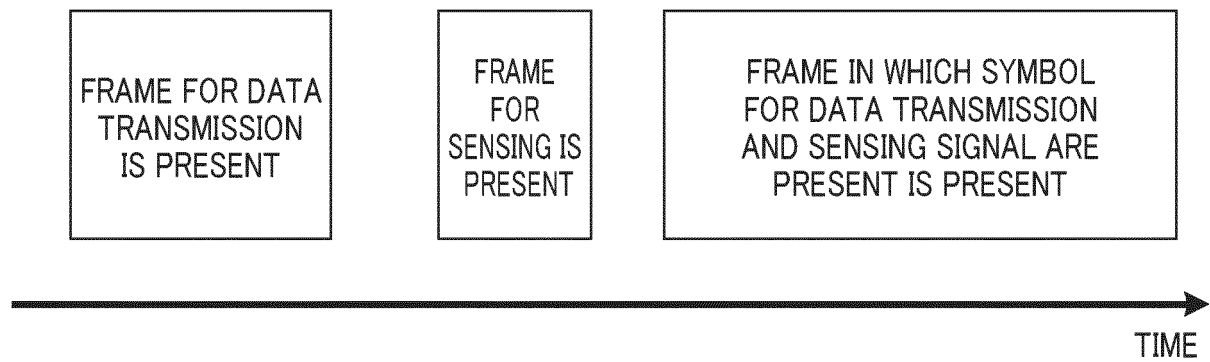 FRAME FOR DATA
TRANSMISSION
IS PRESENT
FRAME
FOR
SENSING IS
PRESENT
FRAME IN WHICH SYMBOL
FOR DATA TRANSMISSION
AND SENSING SIGNAL ARE
PRESENT IS PRESENT
TIME